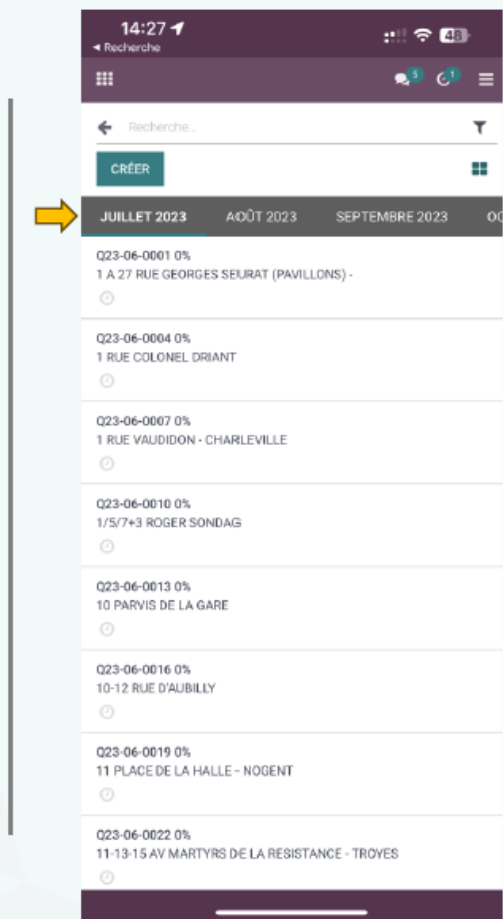 14:27
48
◀ Recherche
5
1
Recherche...
CRÉER
JUILLET 2023 AOÛT 2023 SEPTEMBRE 2023 OC
Q23-06-0001 0%
1 A 27 RUE GEORGES SEURAT (PAVILLONS) -
Q23-06-0004 0%
1 RUE COLONEL DRIANT
Q23-06-0007 0%
1 RUE VAUDIDON - CHARLEVILLE
Q23-06-0010 0%
1/5/7+3 ROGER SONDAG
Q23-06-0013 0%
10 PARVIS DE LA GARE
Q23-06-0016 0%
10-12 RUE D'AUBILLY
Q23-06-0019 0%
11 PLACE DE LA HALLE - NOGENT
Q23-06-0022 0%
11-13-15 AV MARTYRS DE LA RESISTANCE - TROYES